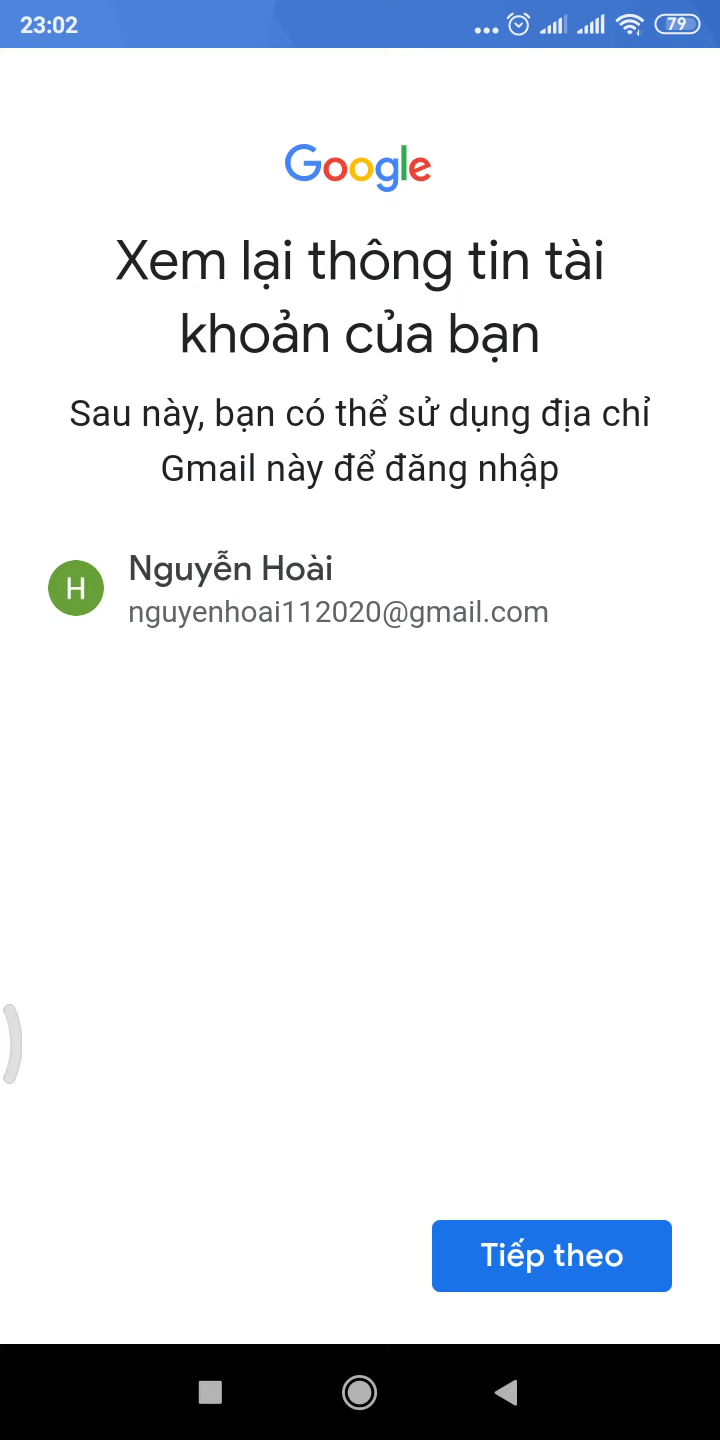 23:02
79
Google
Xem lại thông tin tài
khoản của bạn
Sau này, bạn có thể sử dụng địa chỉ
Gmail này để đăng nhập
H
Nguyễn Hoài
nguyenhoai112020@gmail.com
Tiếp theo